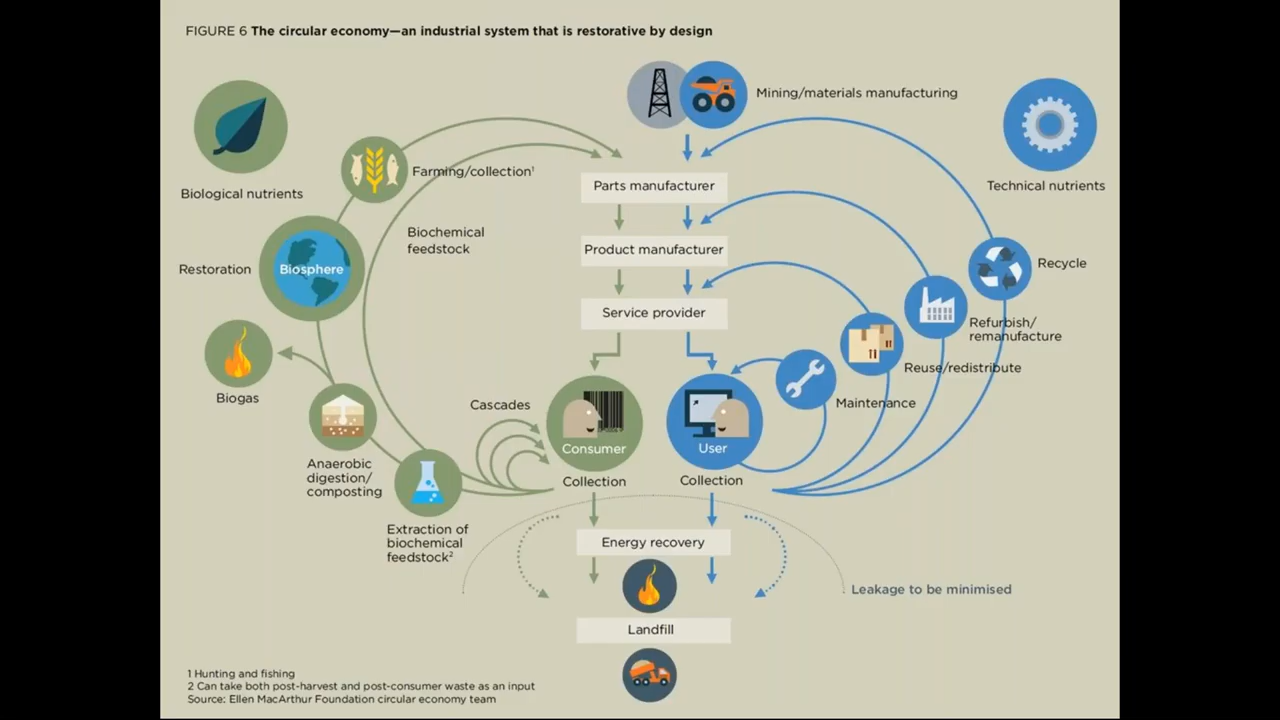 FIGURE 6 The circular economy—an industrial system that is restorative by design
Mining/materials manufacturing
Biological nutrients
Farming/collection¹
Parts manufacturer
Technical nutrients
Biochemical
feedstock
Product manufacturer
Restoration
Biosphere
Recycle
Service provider
Refurbish/
remanufacture
Reuse/redistribute
Biogas
Cascades
Maintenance
Consumer
User
Collection
Collection
Anaerobic
digestion/
composting
Extraction of
biochemical
feedstock²
Energy recovery
Leakage to be minimised
Landfill
1 Hunting and fishing
2 Can take both post-harvest and post-consumer waste as an input
Source: Ellen MacArthur Foundation circular economy team